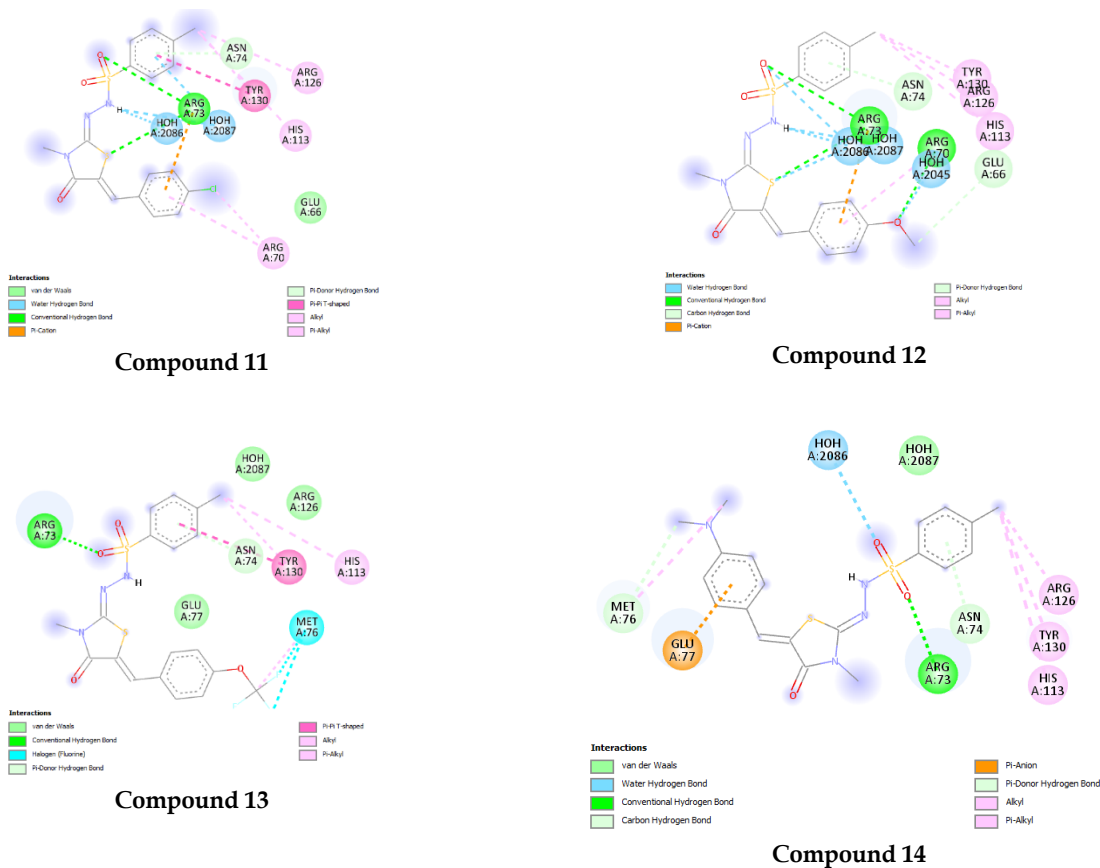 ASN
A:74
ARG
A:126
TYR
A:130
ARG
A:73
HOH
A:2086
HOH
A:2087
HIS
A:113
GLU
A:66
ARG
A:70
O
O
S
N
H
N
N
O
S
Cl
Interactions
van der Waals
Water Hydrogen Bond
Conventional Hydrogen Bond
Pi-Cation
Pi-Donor Hydrogen Bond
Pi-Pi T-shaped
Alkyl
Pi-Alkyl
Compound 11
TYR
A:130
ARG
A:126
ASN
A:74
HIS
A:113
ARG
A:73
HOH
A:2086
HOH
A:2087
ARG
A:70
HOH
A:2045
GLU
A:66
O
O
S
N
H
N
N
O
S
O
Interactions
Water Hydrogen Bond
Conventional Hydrogen Bond
Carbon Hydrogen Bond
Pi-Cation
Pi-Donor Hydrogen Bond
Alkyl
Pi-Alkyl
Compound 12
HOH
A:2087
ARG
A:126
ARG
A:73
ASN
A:74
TYR
A:130
HIS
A:113
GLU
A:77
MET
A:76
O
O
S
N
H
N
N
O
S
O
F
F
F
Interactions
van der Waals
Conventional Hydrogen Bond
Halogen (Fluorine)
Pi-Donor Hydrogen Bond
Pi-Pi T-shaped
Alkyl
Pi-Alkyl
Compound 13
HOH
A:2086
HOH
A:2087
MET
A:76
GLU
A:77
ARG
A:126
ASN
A:74
TYR
A:130
ARG
A:73
HIS
A:113
N
O
S
O
H
N
N
S
N
O
Interactions
van der Waals
Water Hydrogen Bond
Conventional Hydrogen Bond
Carbon Hydrogen Bond
Pi-Anion
Pi-Donor Hydrogen Bond
Alkyl
Pi-Alkyl
Compound 14